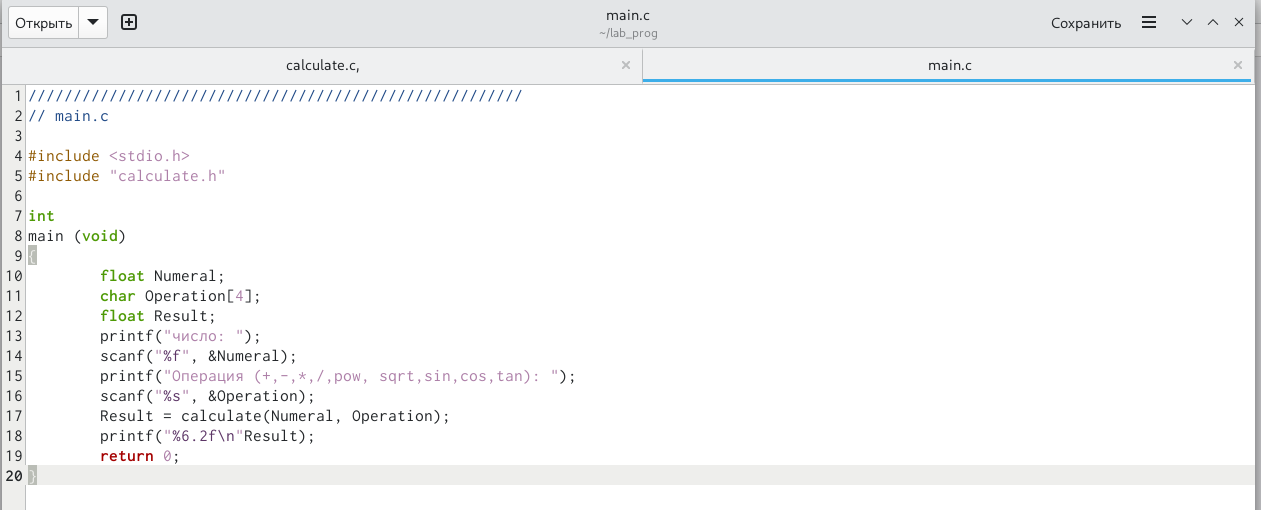 Открыть
main.c
~/lab_prog
Сохранить
calculate.c,
main.c
1 ///////////////////////////////////////////////////////
2 // main.c
3
4 #include <stdio.h>
5 #include "calculate.h"
6
7 int
8 main (void)
9 {
10 float Numeral;
11 char Operation[4];
12 float Result;
13 printf("число: ");
14 scanf("%f", &Numeral);
15 printf("Операция (+,-,*,/,pow, sqrt,sin,cos,tan): ");
16 scanf("%s", &Operation);
17 Result = calculate(Numeral, Operation);
18 printf("%6.2f\n"Result);
19 return 0;
20 }